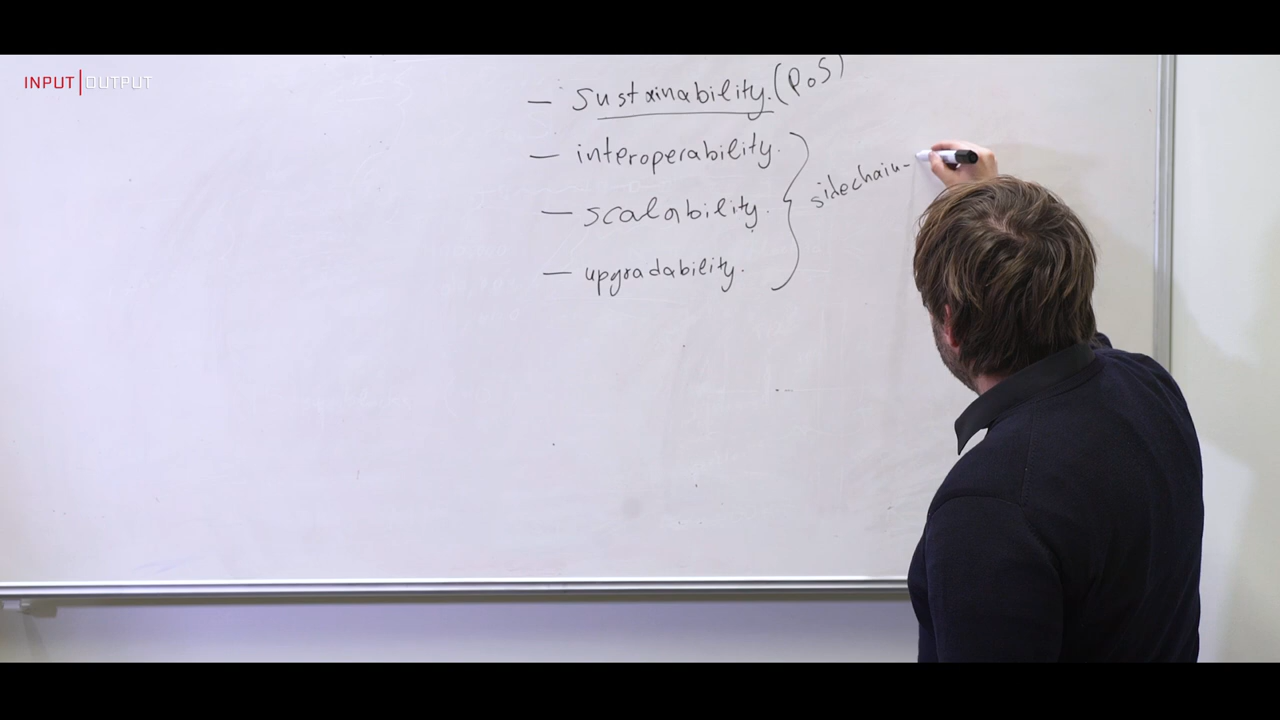 INPUT|OUTPUT
— Sustainability. (PoS)
— interoperability.
— scalability.
— upgradability.
sidechain-